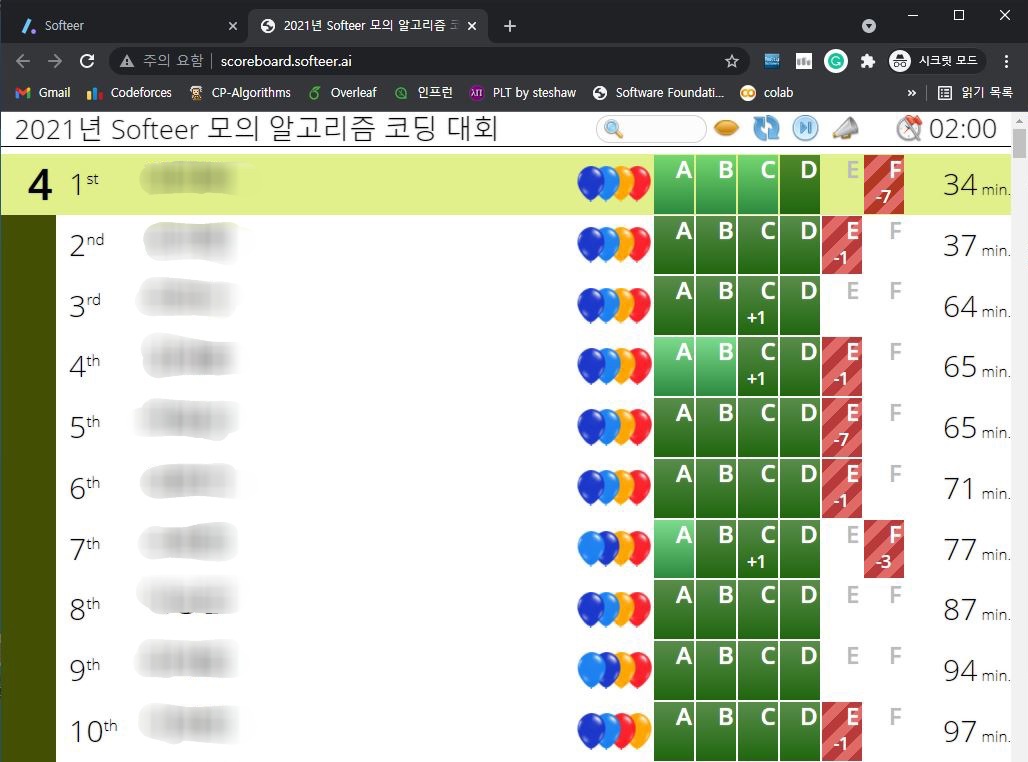 Softeer
2021년 Softeer 모의 알고리즘 코
주의 요함 scoreboard.softeer.ai
시크릿 모드
Gmail Codeforces CP-Algorithms Overleaf 인프런 PLT by steshaw Software Foundati... colab » 읽기 목록
2021년 Softeer 모의 알고리즘 코딩 대회 02:00
4 1st A B C D E F -7 34 min.
2nd A B C D E -1 F 37 min.
3rd A B C +1 D E F 64 min.
4th A B C +1 D E -1 F 65 min.
5th A B C D E -7 F 65 min.
6th A B C D E -1 F 71 min.
7th A B C +1 D E F -3 77 min.
8th A B C D E F 87 min.
9th A B C D E F 94 min.
10th A B C D E -1 F 97 min.